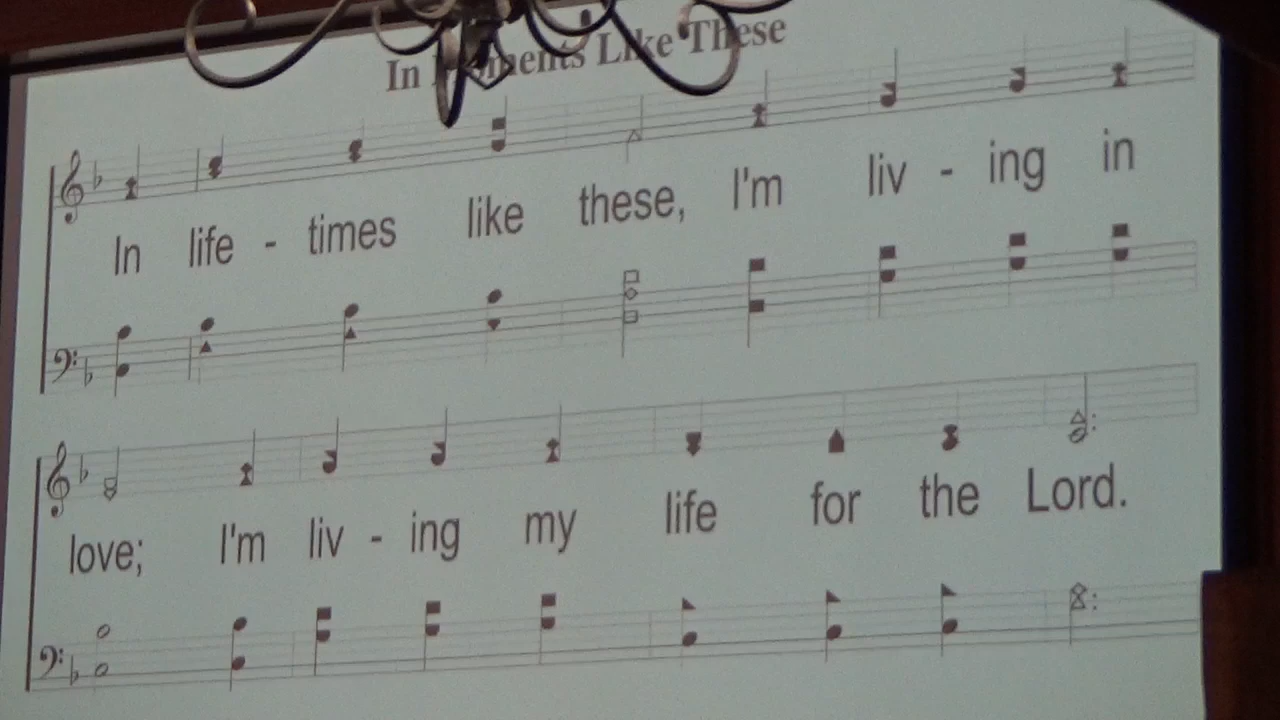 In Moments Like These
In life - times like these, I'm liv - ing in
love; I'm liv - ing my life for the Lord.